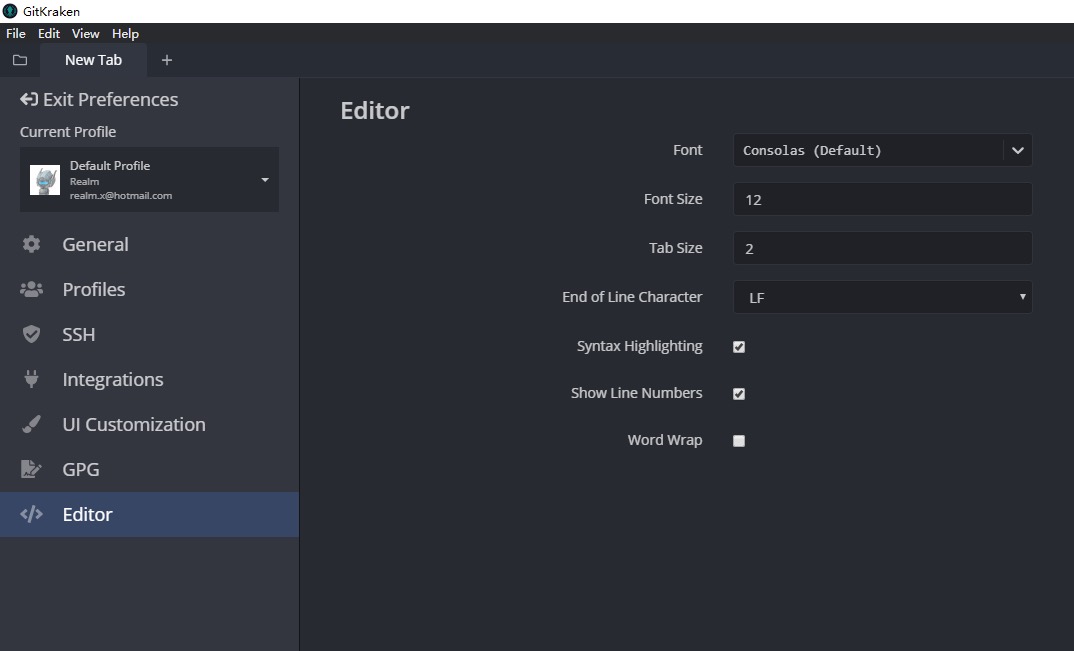 GitKraken
File Edit View Help
New Tab +
Exit Preferences
Current Profile
Default Profile
Realm
realm.x@hotmail.com
General
Profiles
SSH
Integrations
UI Customization
GPG
Editor
Editor
Font Consolas (Default)
Font Size 12
Tab Size 2
End of Line Character LF
Syntax Highlighting
Show Line Numbers
Word Wrap